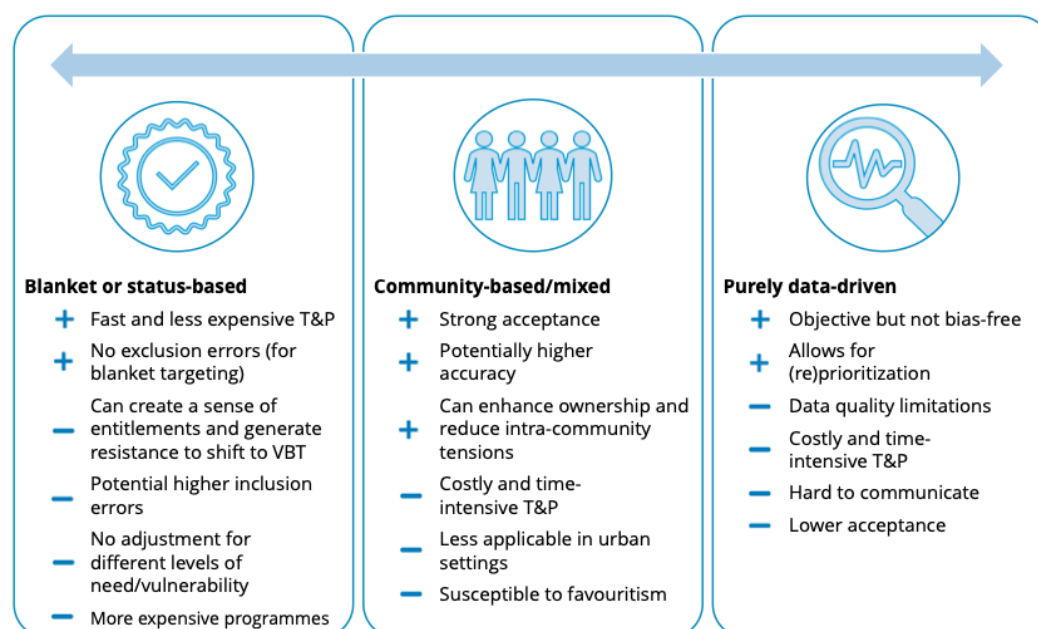 Blanket or status-based
+ Fast and less expensive T&P
+ No exclusion errors (for
blanket targeting)
Can create a sense of
— entitlements and generate
resistance to shift to VBT
— Potential higher inclusion
errors
No adjustment for
— different levels of
need/vulnerability
— More expensive programmes
Community-based/mixed
+ Strong acceptance
+ Potentially higher
accuracy
Can enhance ownership and
+ reduce intra-community
tensions
— Costly and time-
intensive T&P
— Less applicable in urban
settings
— Susceptible to favouritism
Purely data-driven
+ Objective but not bias-free
+ Allows for
(re)prioritization
— Data quality limitations
— Costly and time-
intensive T&P
— Hard to communicate
— Lower acceptance